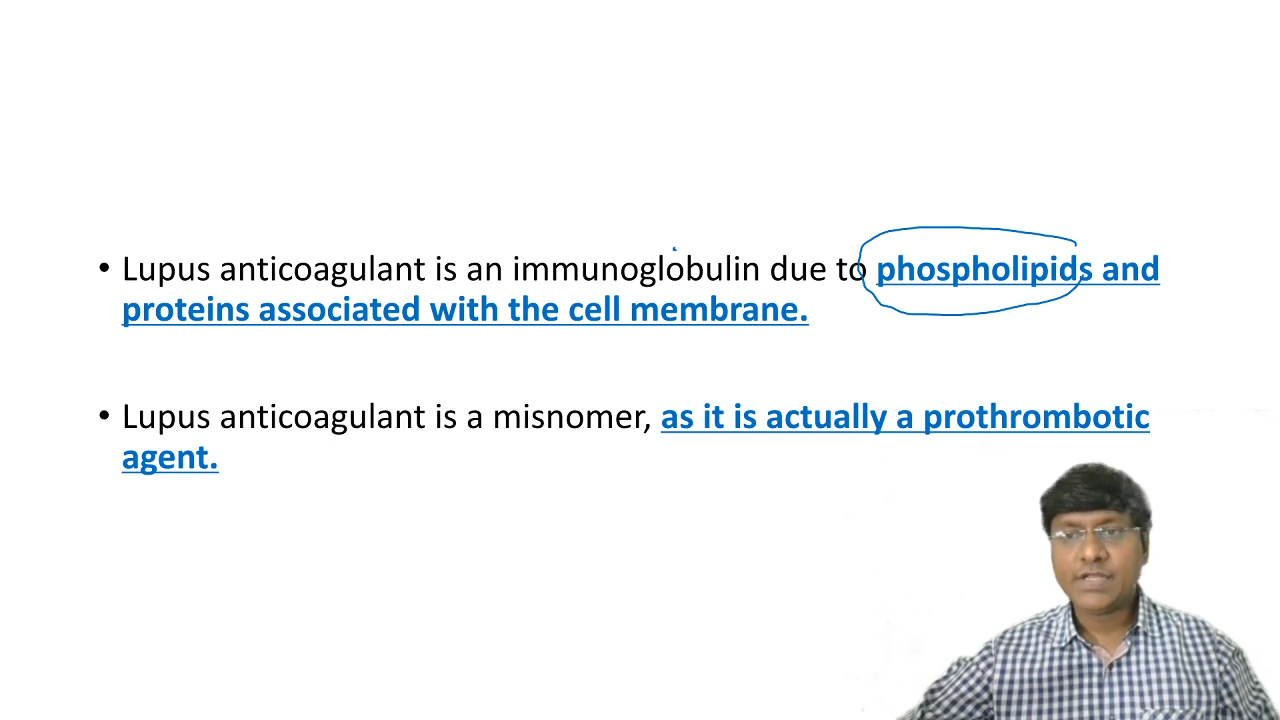 • Lupus anticoagulant is an immunoglobulin due to phospholipids and
proteins associated with the cell membrane.
• Lupus anticoagulant is a misnomer, as it is actually a prothrombotic
agent.